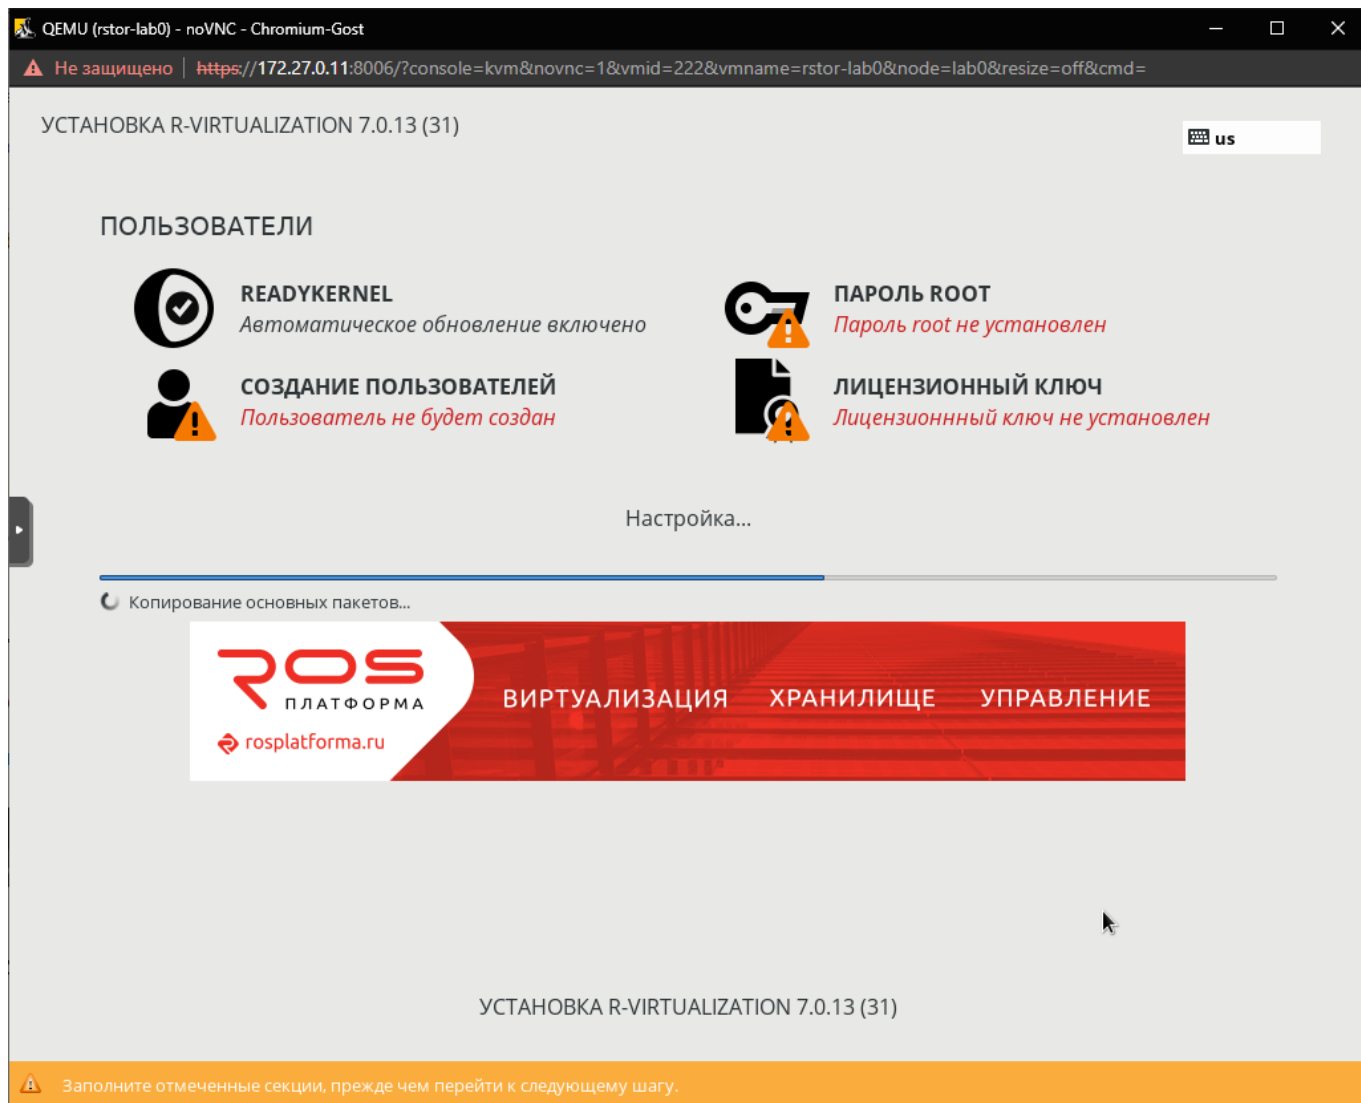 QEMU (rstor-lab0) - noVNC - Chromium-Gost
Не защищено | https://172.27.0.11:8006/?console=kvm&novnc=1&vmid=222&vmname=rstor-lab0&node=lab0&resize=off&cmd=
УСТАНОВКА R-VIRTUALIZATION 7.0.13 (31)
us
ПОЛЬЗОВАТЕЛИ
READYKERNEL
Автоматическое обновление включено
ПАРОЛЬ ROOT
Пароль root не установлен
СОЗДАНИЕ ПОЛЬЗОВАТЕЛЕЙ
Пользователь не будет создан
ЛИЦЕНЗИОННЫЙ КЛЮЧ
Лицензионнный ключ не установлен
Настройка...
Копирование основных пакетов...
ROS
ПЛАТФОРМА
rosplatforma.ru
ВИРТУАЛИЗАЦИЯ ХРАНИЛИЩЕ УПРАВЛЕНИЕ
УСТАНОВКА R-VIRTUALIZATION 7.0.13 (31)
Заполните отмеченные секции, прежде чем перейти к следующему шагу.